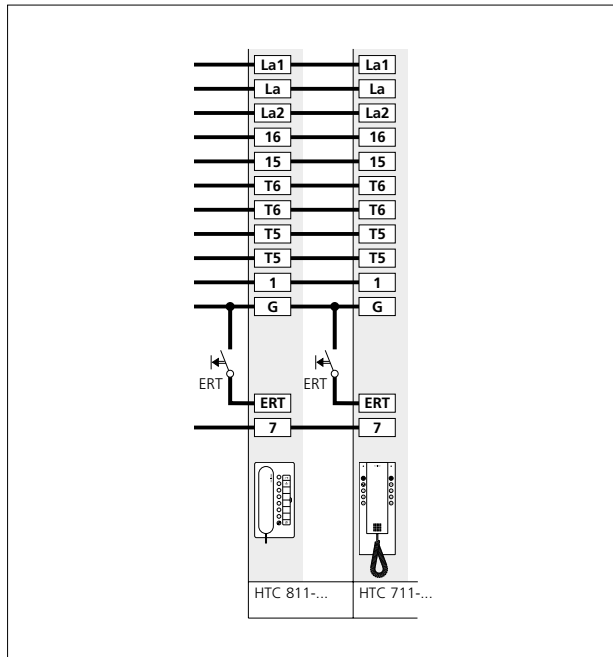 La1 La1
La La
La2 La2
16 16
15 15
T6 T6
T6 T6
T5 T5
T5 T5
1 1
G G
ERT ERT
ERT ERT
7 7
HTC 811-... HTC 711-...